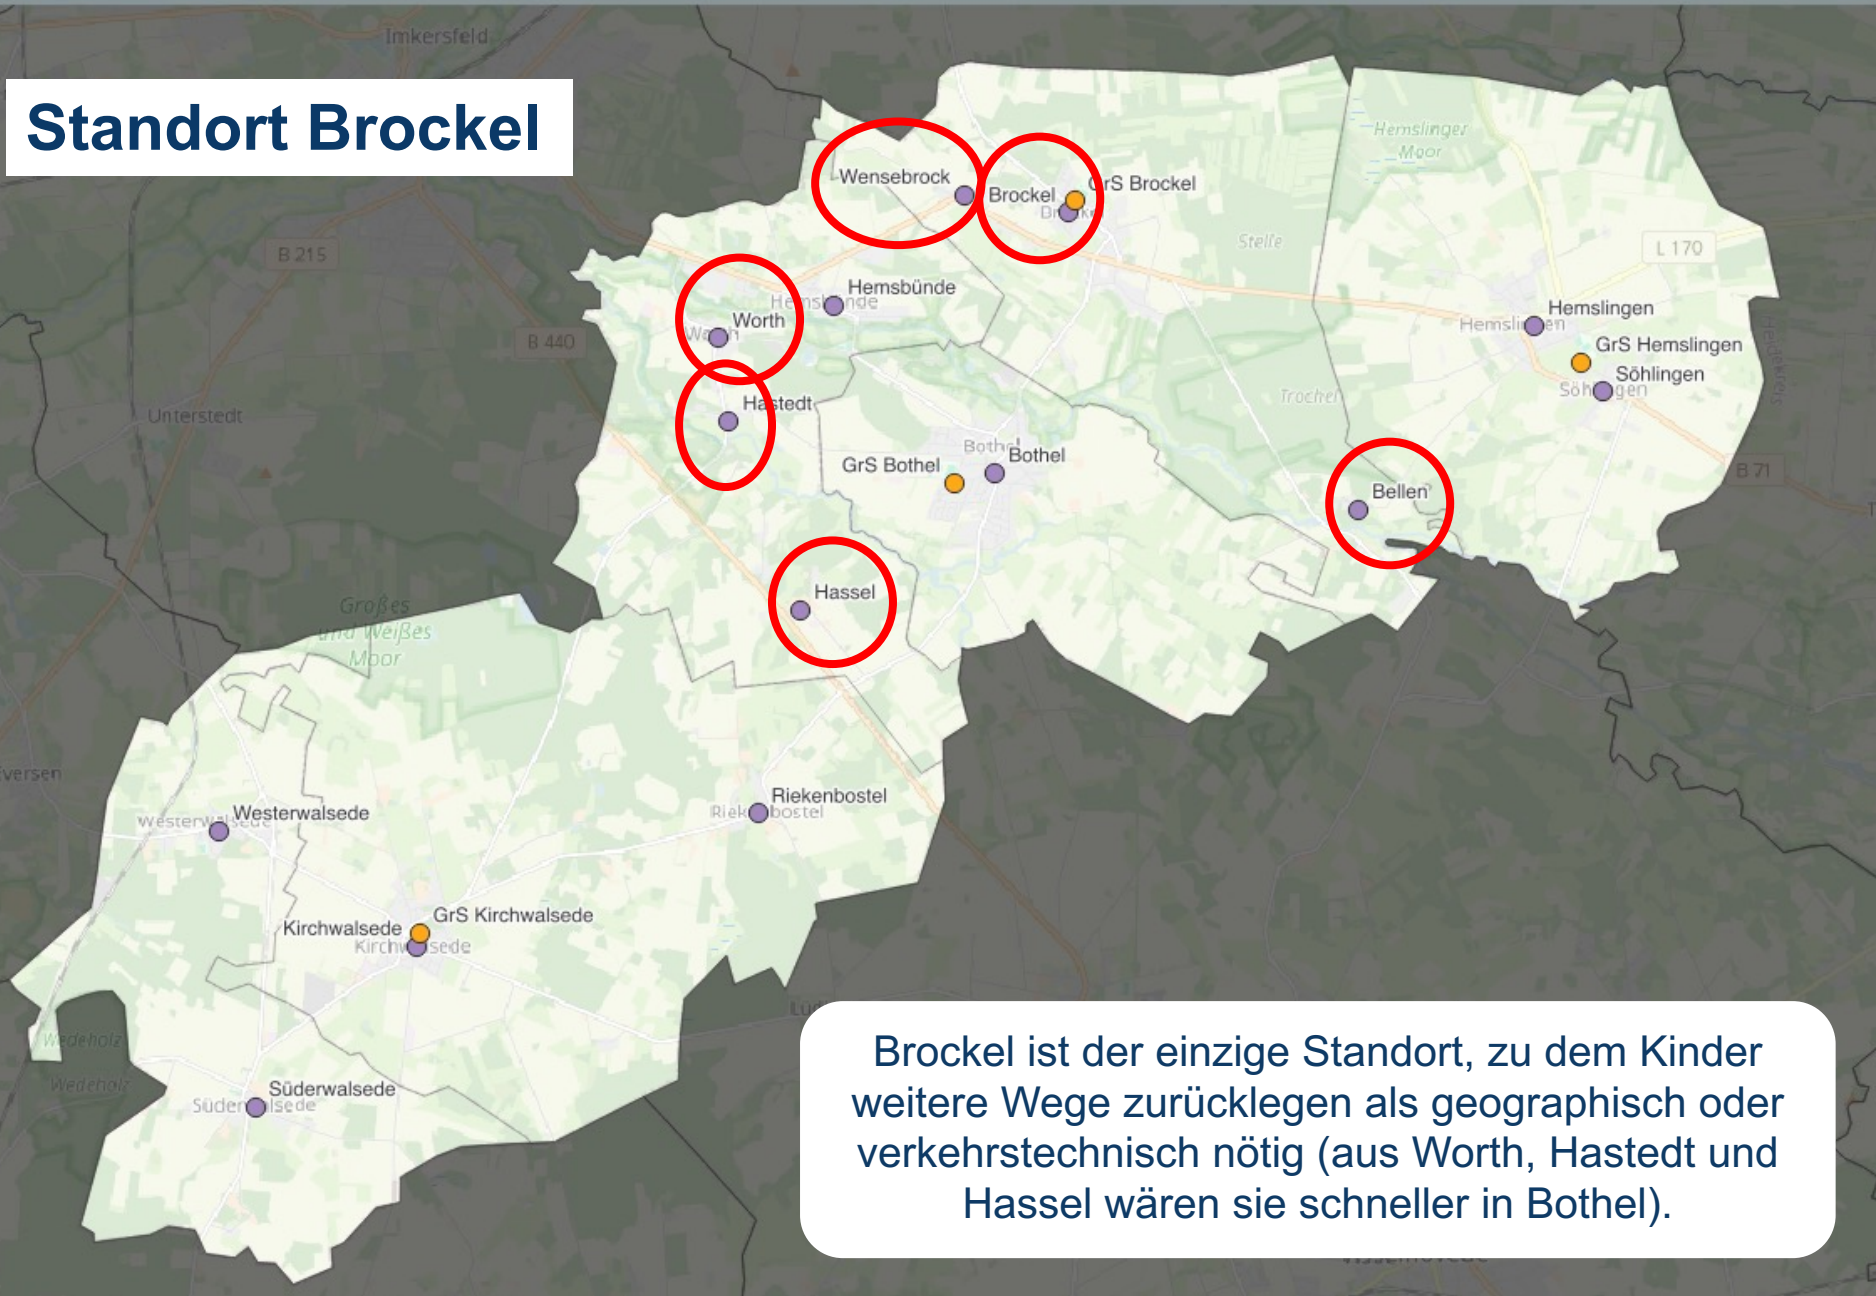 Imkersfeld
Standort Brockel
Hemslinger
Moor
Wensebrock
Brockel
GrS Brockel
B 215
Stelle
L 170
Hemsbünde
Worth
B 440
Hemslingen
GrS Hemslingen
Söhlingen
Hastedt
Unterstedt
Trochel
Bothel
GrS Bothel
B 71
Bellen
Hassel
Großes
und Weißes
Moor
Riekenbostel
Westerwalsede
GrS Kirchwalsede
Kirchwalsede
Wedeholz
Wedeholz
Süderwalsede
Brockel ist der einzige Standort, zu dem Kinder
weitere Wege zurücklegen als geographisch oder
verkehrstechnisch nötig (aus Worth, Hastedt und
Hassel wären sie schneller in Bothel).